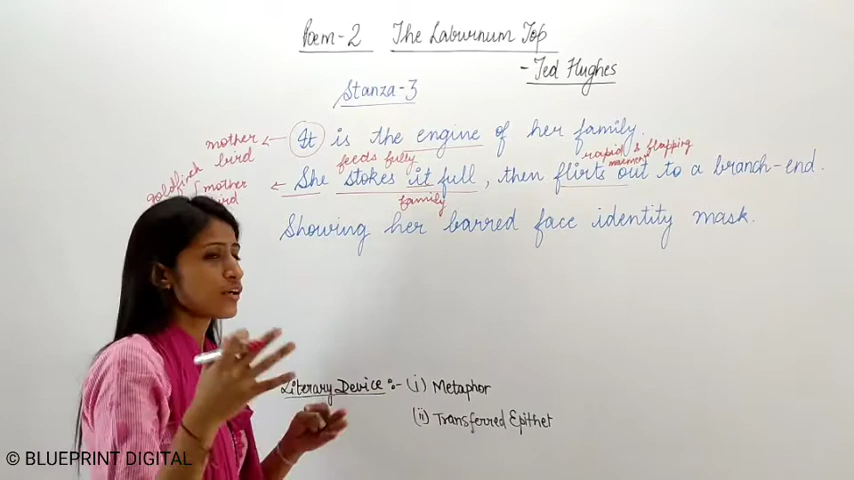 Poem-2 The Laburnum Top
- Ted Hughes
Stanza-3
It is the engine of her family.
mother bird
feeds fully
rapid & flapping movement
She stokes it full, then flirts out to a branch-end.
goldfinch
mother bird
family
Showing her barred face identity mask.
Literary Device :- (i) Metaphor
(ii) Transferred Epithet
© BLUEPRINT DIGITAL